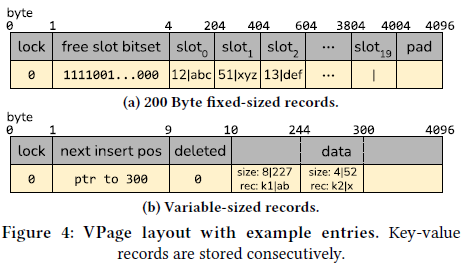 byte
0 1 4 204 404 604 3804 4004 4096
lock free slot bitset slot0 slot1 slot2 ... slot19 pad
0 1111001...000 12|abc 51|xyz 13|def ... |
(a) 200 Byte fixed-sized records.
byte
0 1 9 10 244 300 4096
lock next insert pos deleted data
0 ptr to 300 0 size: 8|227 size: 4|52
rec: k1|ab rec: k2|x
(b) Variable-sized records.
Figure 4: VPage layout with example entries. Key-value
records are stored consecutively.